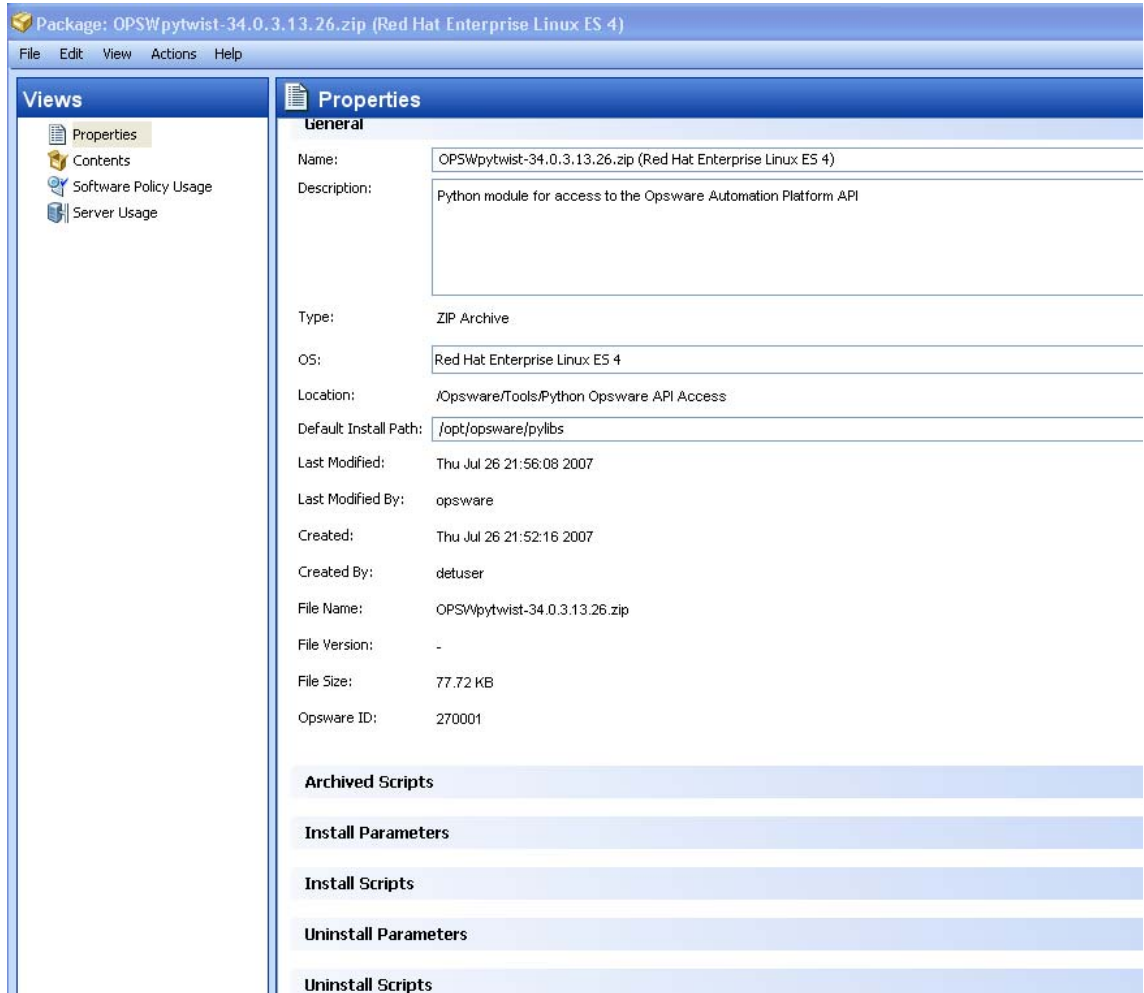 Package: OPSWpytwist-34.0.3.13.26.zip (Red Hat Enterprise Linux ES 4)
File Edit View Actions Help
Views
Properties
Contents
Software Policy Usage
Server Usage
Properties
General
Name: OPSWpytwist-34.0.3.13.26.zip (Red Hat Enterprise Linux ES 4)
Description: Python module for access to the Opsware Automation Platform API
Type: ZIP Archive
OS: Red Hat Enterprise Linux ES 4
Location: /Opsware/Tools/Python Opsware API Access
Default Install Path: /opt/opsware/pylibs
Last Modified: Thu Jul 26 21:56:08 2007
Last Modified By: opsware
Created: Thu Jul 26 21:52:16 2007
Created By: detuser
File Name: OPSWpytwist-34.0.3.13.26.zip
File Version: -
File Size: 77.72 KB
Opsware ID: 270001
Archived Scripts
Install Parameters
Install Scripts
Uninstall Parameters
Uninstall Scripts